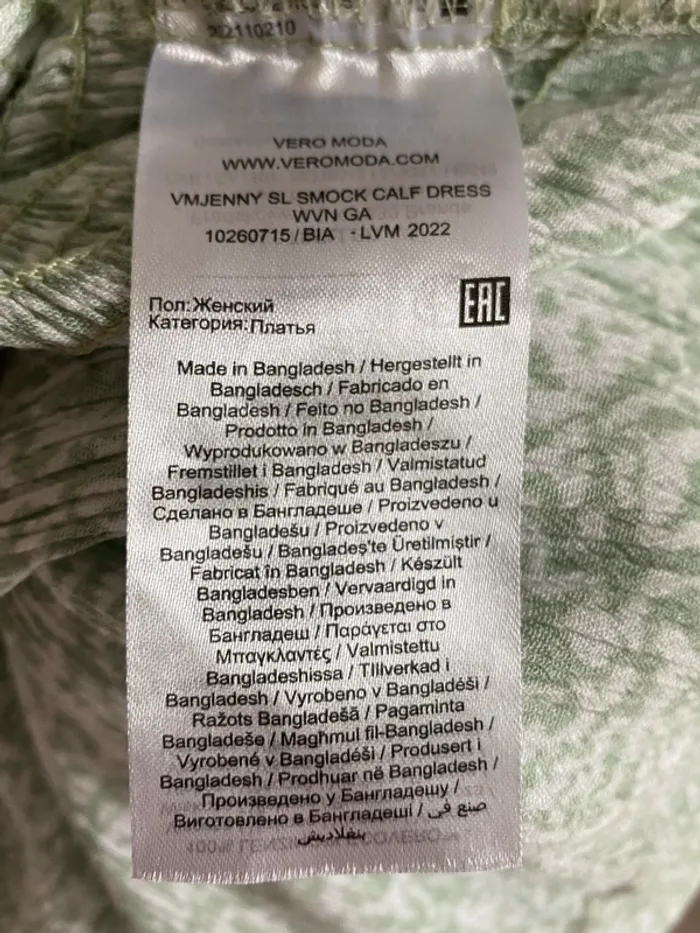 VERO MODA
WWW.VEROMODA.COM
VMJENNY SL SMOCK CALF DRESS
WVN GA
10260715/BIA - LVM 2022
Пол:Женский
Категория:Платья
EAC
Made in Bangladesh / Hergestellt in
Bangladesch / Fabricado en
Bangladesh / Feito no Bangladesh /
Prodotto in Bangladesh /
Wyprodukowano w Bangladeszu /
Fremstillet i Bangladesh / Valmistatud
Bangladeshis / Fabriqué au Bangladesh /
Сделано в Бангладеше / Proizvedeno u
Bangladešu / Proizvedeno v
Bangladešu / Bangladeş'te Üretilmiştir /
Fabricat în Bangladesh / Készült
Bangladesben / Vervaardigd in
Bangladesh / Произведено в
Бангладеш / Παράγεται στο
Μπαγκλαντές / Valmistettu
Bangladeshissa / Tillverkad i
Bangladesh / Vyrobeno v Bangladéši /
Ražots Bangladešā / Pagaminta
Bangladeše / Magħmul fil-Bangladesh /
Vyrobené v Bangladéši / Produsert i
Bangladesh / Prodhuar në Bangladesh /
Произведено у Бангладешу /
Виготовлено в Бангладеші / صنع في
بنغلاديش